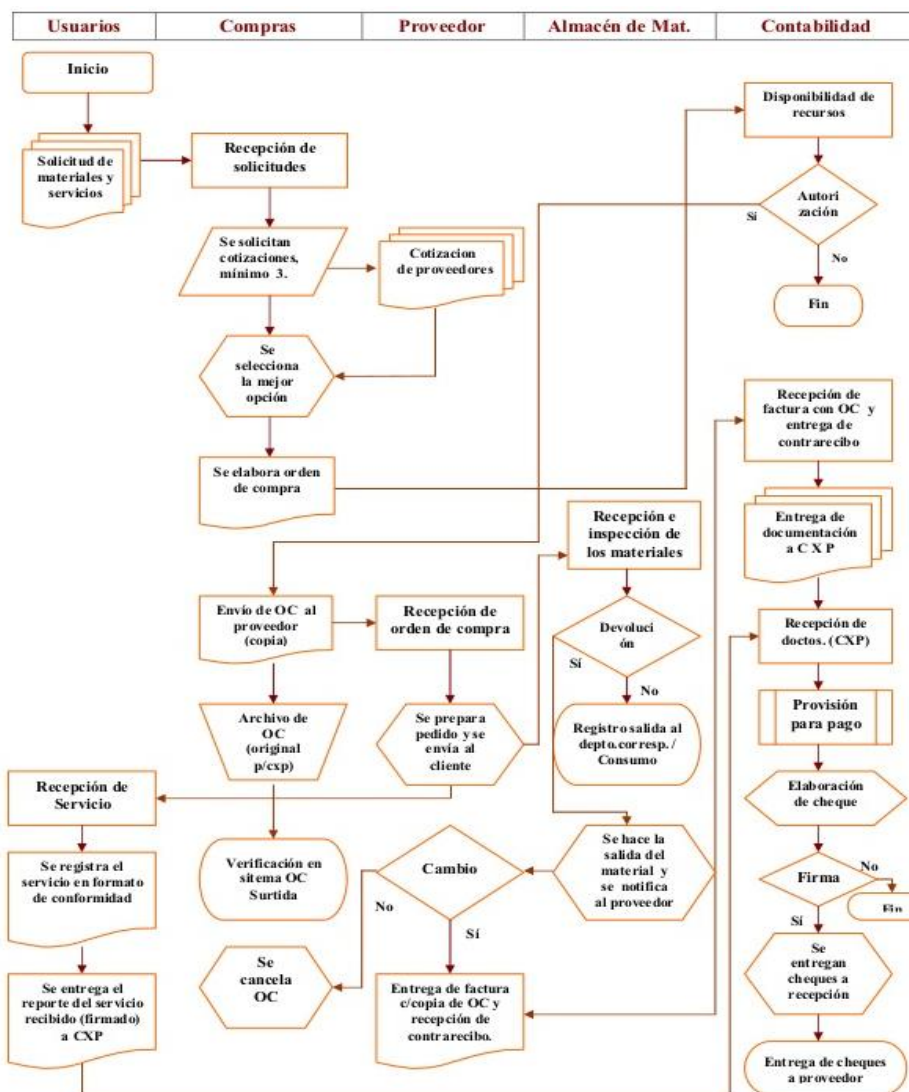 Usuarios
Compras
Proveedor
Almacén de Mat.
Contabilidad
Inicio
Solicitud de
materiales y
servicios
Recepción de
solicitudes
Se solicitan
cotizaciones,
mínimo 3.
Cotizacion
de proveedores
Se
selecciona
la mejor
opción
Se elabora orden
de compra
Disponibilidad de
recursos
Autori
zación
Sí
No
Fin
Envío de OC al
proveedor
(copia)
Recepción de
orden de compra
Archivo de
OC
(original
p/cxp)
Se prepara
pedido y se
envía al
cliente
Recepción e
inspección de
los materiales
Devoluci
ón
Sí
No
Registro salida al
depto.corresp. /
Consumo
Recepción de
factura con OC y
entrega de
contrarecibo
Entrega de
documentación
a C X P
Recepción de
doctos. (CXP)
Provisión
para pago
Elaboración
de cheque
Firma
No
Fin
Sí
Se
entregan
cheques a
recepción
Entrega de cheques
a proveedor
Recepción de
Servicio
Se registra el
servicio en formato
de conformidad
Se entrega el
reporte del servicio
recibido (firmado)
a CXP
Verificación en
sitema OC
Surtida
Cambio
No
Sí
Se hace la
salida del
material y
se notifica
al proveedor
Se
cancela
OC
Entrega de factura
c/copia de OC y
recepción de
contrarecibo.